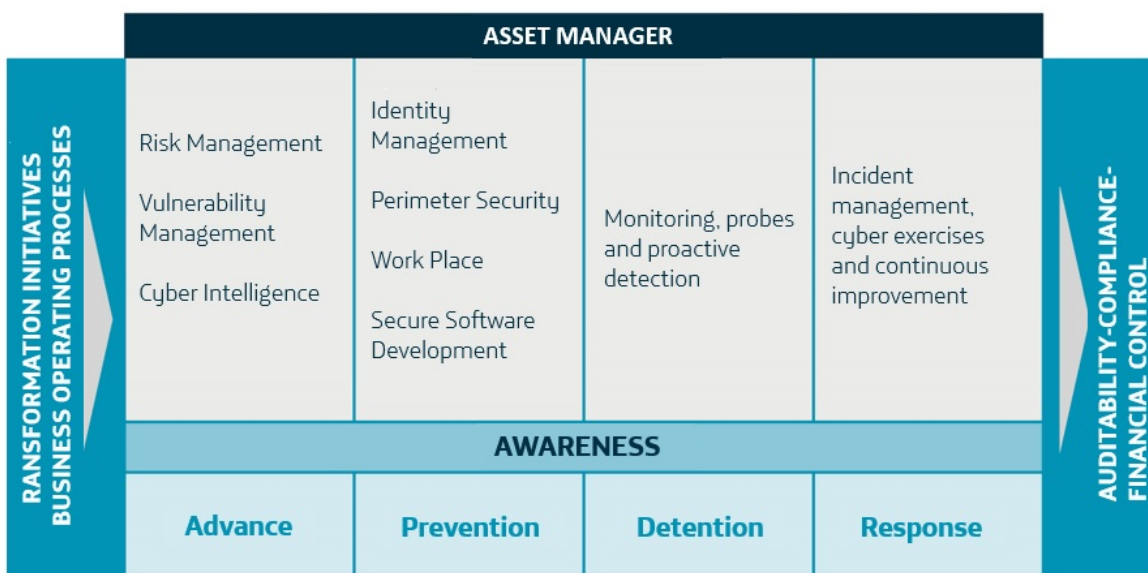 ASSET MANAGER
RANSFORMATION INITIATIVES
BUSINESS OPERATING PROCESSES
Risk Management
Vulnerability
Management
Cyber Intelligence
Identity
Management
Perimeter Security
Work Place
Secure Software
Development
Monitoring, probes
and proactive
detection
Incident
management,
cyber exercises
and continuous
improvement
AUDITABILITY-COMPLIANCE-
FINANCIAL CONTROL
AWARENESS
Advance
Prevention
Detention
Response